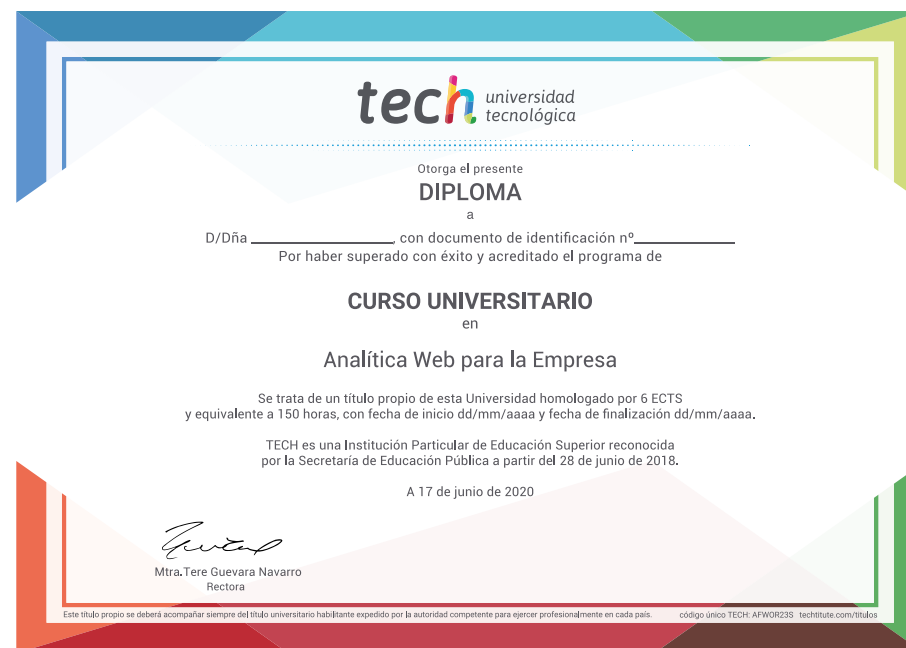 tech universidad
tecnológica
Otorga el presente
DIPLOMA
a
D/Dña ____________________, con documento de identificación nº______________
Por haber superado con éxito y acreditado el programa de
CURSO UNIVERSITARIO
en
Analítica Web para la Empresa
Se trata de un título propio de esta Universidad homologado por 6 ECTS
y equivalente a 150 horas, con fecha de inicio dd/mm/aaaa y fecha de finalización dd/mm/aaaa.
TECH es una Institución Particular de Educación Superior reconocida
por la Secretaría de Educación Pública a partir del 28 de junio de 2018.
A 17 de junio de 2020
Mtra.Tere Guevara Navarro
Rectora
Este título propio se deberá acompañar siempre del título universitario habilitante expedido por la autoridad competente para ejercer profesionalmente en cada país. código único TECH: AFWOR23S techtitute.com/titulos